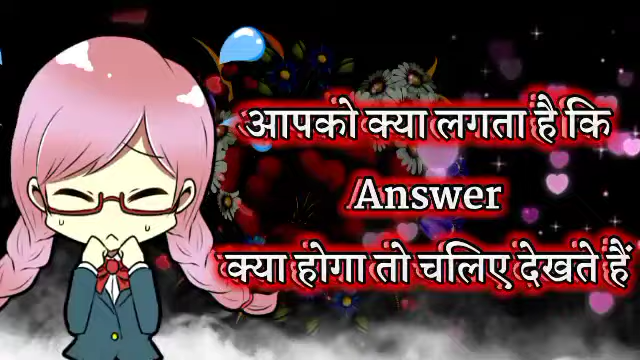 आपको क्या लगता है कि
Answer
क्या होगा तो चलिए देखते हैं